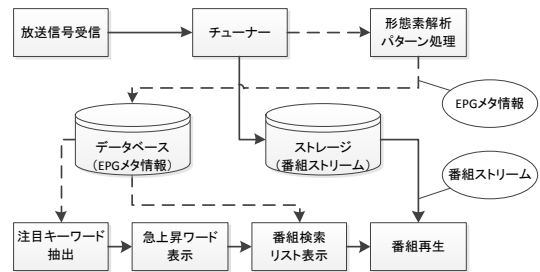 放送信号受信
チューナー
形態素解析
パターン処理
EPGメタ情報
データベース
（EPGメタ情報）
ストレージ
（番組ストリーム）
番組ストリーム
注目キーワード
抽出
急上昇ワード
表示
番組検索
リスト表示
番組再生